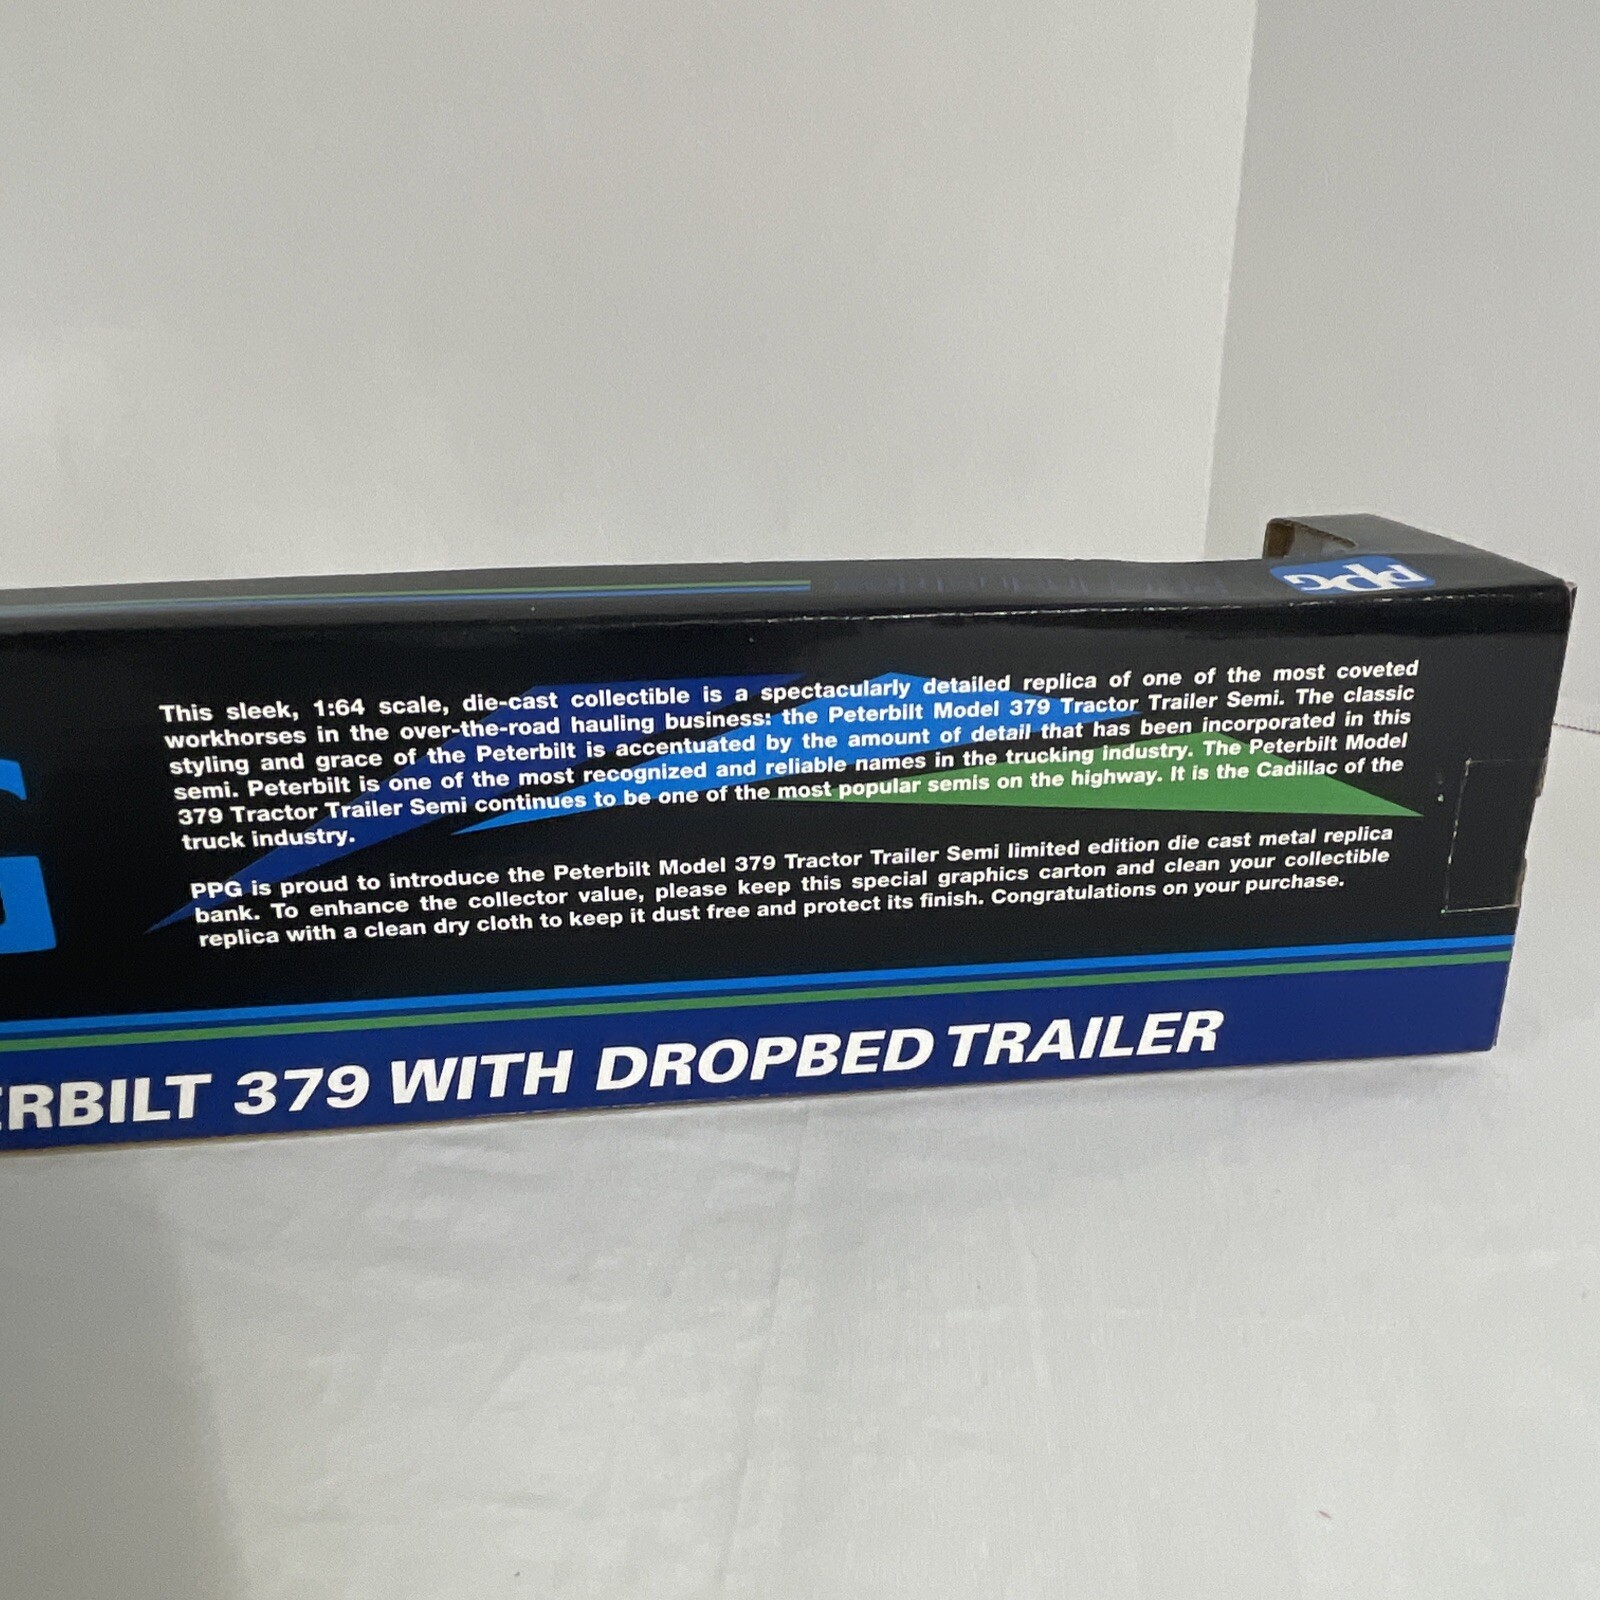 PPG
This sleek, 1:64 scale, die-cast collectible is a spectacularly detailed replica of one of the most coveted
workhorses in the over-the-road hauling business: the Peterbilt Model 379 Tractor Trailer Semi. The classic
styling and grace of the Peterbilt is accentuated by the amount of detail that has been incorporated in this
semi. Peterbilt is one of the most recognized and reliable names in the trucking industry. The Peterbilt Model
379 Tractor Trailer Semi continues to be one of the most popular semis on the highway. It is the Cadillac of the
truck industry.
PPG is proud to introduce the Peterbilt Model 379 Tractor Trailer Semi limited edition die cast metal replica
bank. To enhance the collector value, please keep this special graphics carton and clean your collectible
replica with a clean dry cloth to keep it dust free and protect its finish. Congratulations on your purchase.
G
ERBILT 379 WITH DROPBED TRAILER